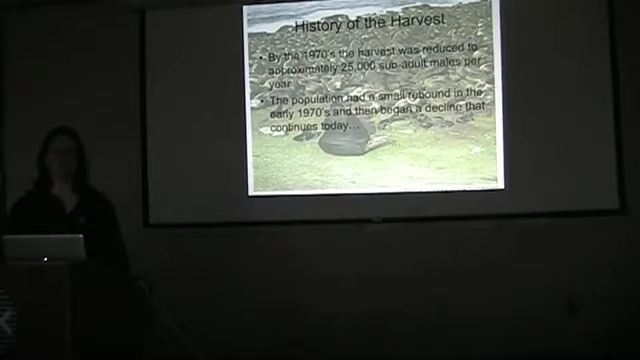 History of the Harvest
• By the 1970's the harvest was reduced to
approximately 25,000 sub-adult males per
year
• The population had a small rebound in the
early 1970's and then began a decline that
continues today…